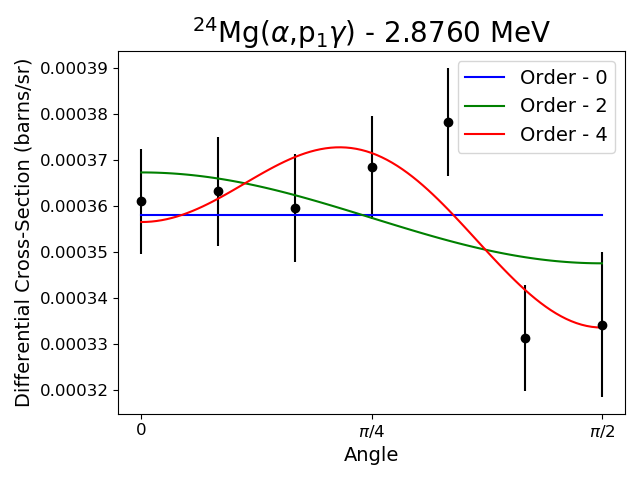 ²⁴Mg(α,p₁γ) - 2.8760 MeV
Differential Cross-Section (barns/sr)
0.00039
0.00038
0.00037
0.00036
0.00035
0.00034
0.00033
0.00032
Order - 0
Order - 2
Order - 4
0
π/4
π/2
Angle